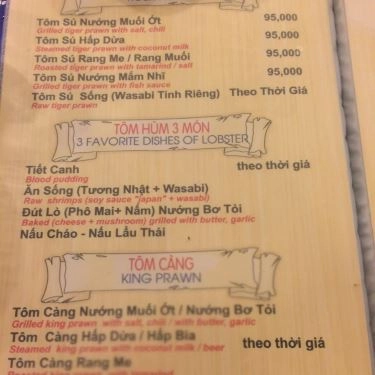 Tôm Sú Nướng Muối Ớt 95,000
Grilled tiger prawn with salt, chili
Tôm Sú Hấp Dừa 95,000
Steamed tiger prawn with coconut milk
Tôm Sú Rang Me / Rang Muối 95,000
Roasted tiger prawn with tamarind / salt
Tôm Sú Nướng Mắm Nhĩ 95,000
Grilled tiger prawn with fish sauce
Tôm Sú Sống (Wasabi Tinh Riêng) Theo Thời Giá
Raw tiger prawn
TÔM HÙM 3 MÓN
3 FAVORITE DISHES OF LOBSTER
Tiết Canh theo thời giá
Blood pudding
Ăn Sống (Tương Nhật + Wasabi)
Raw shrimps (soy sauce "japan" + wasabi)
Đút Lò (Phô Mai+ Nấm) Nướng Bơ Tỏi
Baked (cheese + mushroom) grilled with butter, garlic
Nấu Cháo - Nấu Lẩu Thái
TÔM CÀNG
KING PRAWN
Tôm Càng Nướng Muối Ớt / Nướng Bơ Tỏi
Grilled king prawn with salt, chili / with butter, garlic
Tôm Càng Hấp Dừa / Hấp Bia theo thời giá
Steamed king prawn with coconut milk / beer
Tôm Càng Rang Me